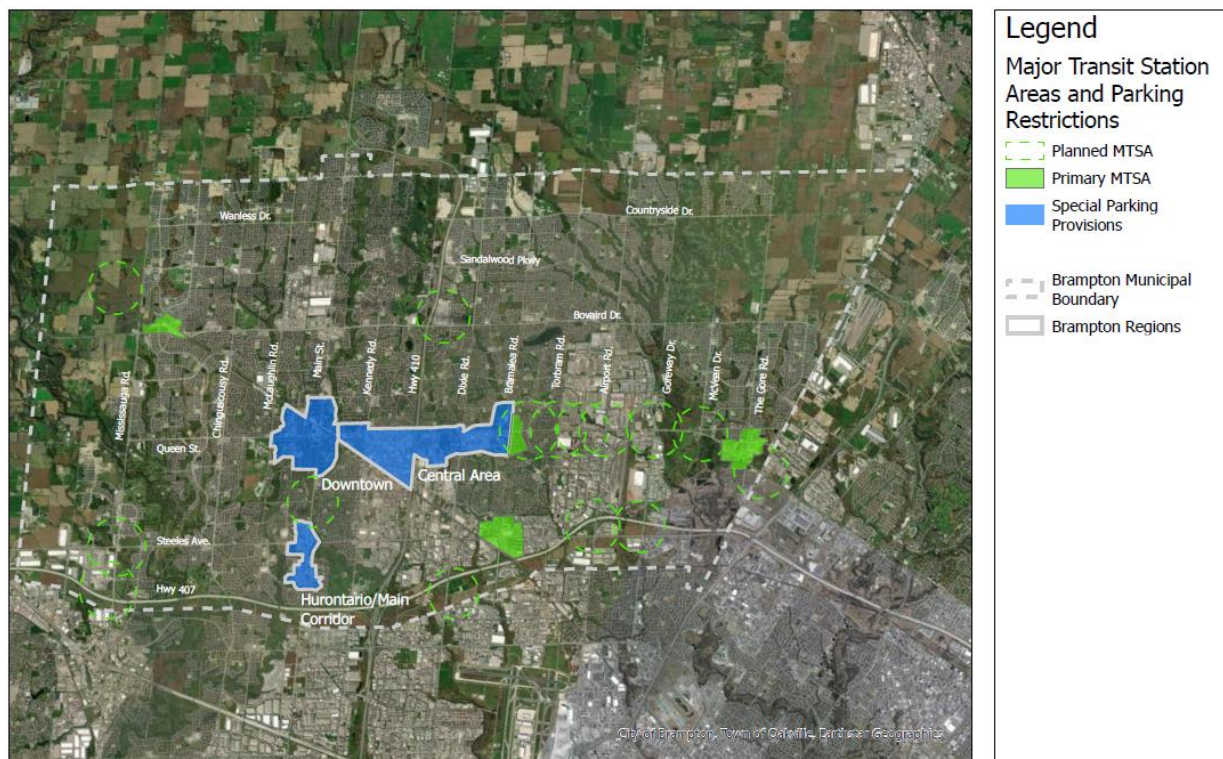 Legend
Major Transit Station
Areas and Parking
Restrictions
Planned MTSA
Primary MTSA
Special Parking
Provisions
Brampton Municipal
Boundary
Brampton Regions
Wanless Dr.
Countryside Dr.
Sandalwood Pkwy
Bovaird Dr.
Mississauga Rd.
Chinguscousy Rd.
McLaughlin Rd.
Main St.
Kennedy Rd.
Hwy 410
Dixie Rd.
Bramalea Rd.
Torbram Rd.
Airport Rd.
Goreway Dr.
McVean Dr.
The Gore Rd.
Queen St.
Downtown
Central Area
Steeles Ave.
Hwy 407
Hurontario/Main
Corridor
City of Brampton, Town of Oakville, Earthstar Geographics